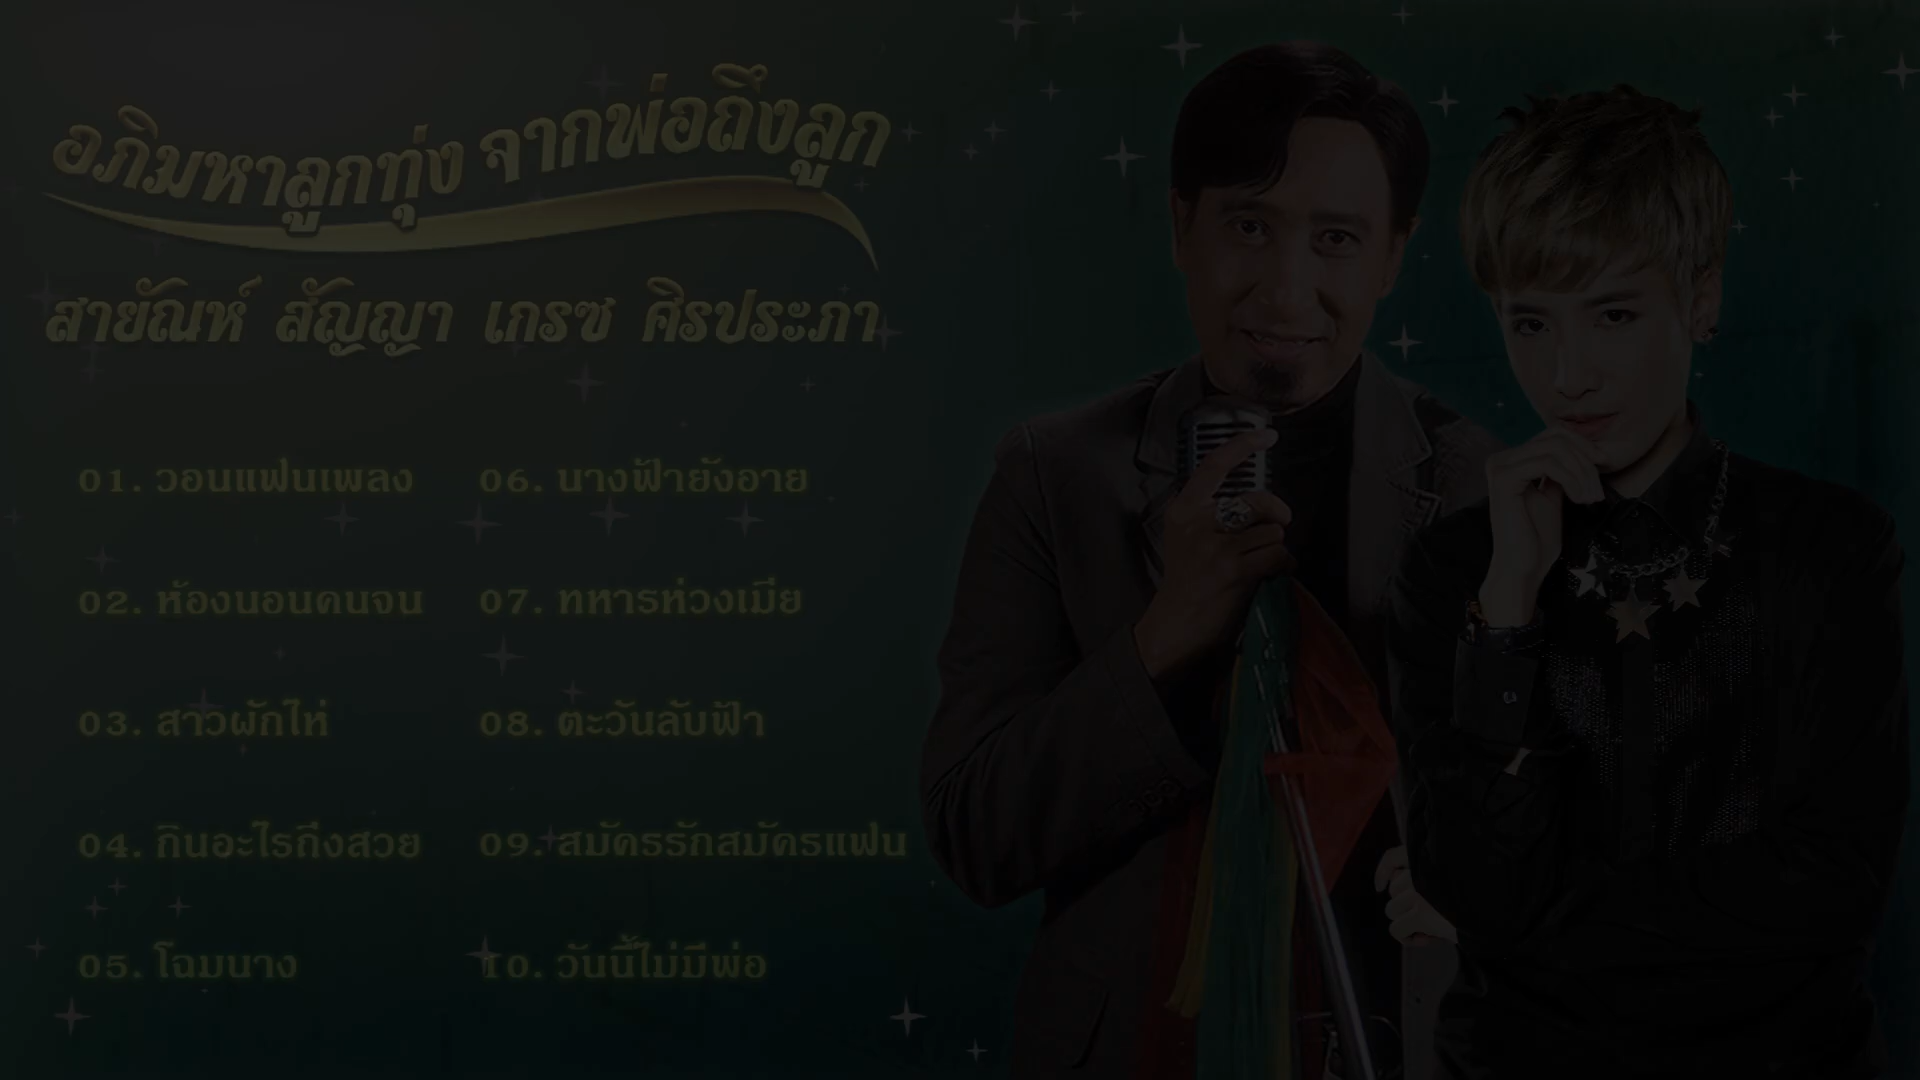 อภิมหาลูกทุ่ง จากพ่อถึงลูก
สายัณห์ สัญญา เกรซ ศิรประภา
01. วอนแฟนเพลง
02. ห้องนอนคนจน
03. สาวผักไห่
04. กินอะไรถึงสวย
05. โฉมนาง
06. นางฟ้ายังอาย
07. ทหารห่วงเมีย
08. ตะวันลับฟ้า
09. สมัครรักสมัครแฟน
10. วันนี้ไม่มีพ่อ